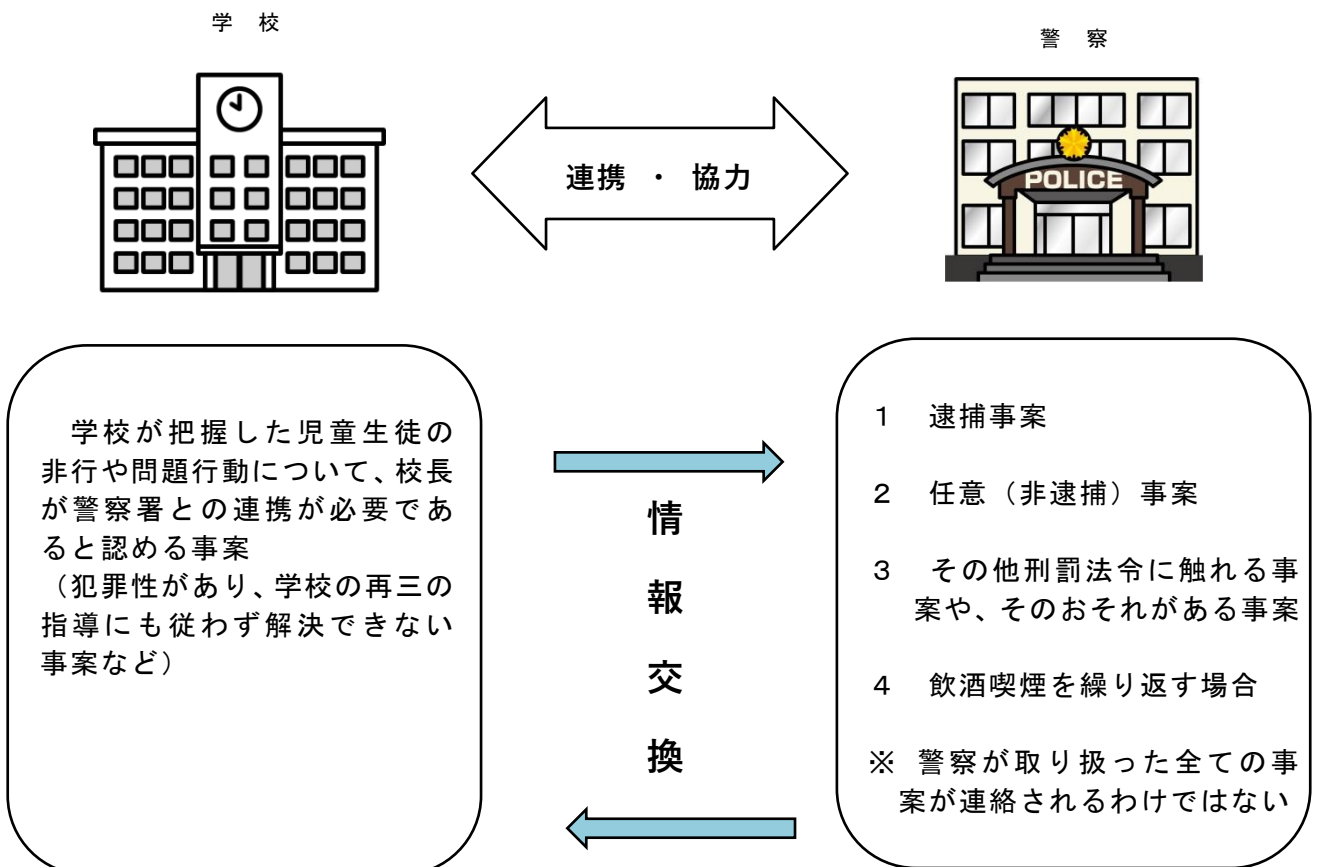 学 校
警 察
POLICE
連携 ・ 協力
学校が把握した児童生徒の
非行や問題行動について、校長
が警察署との連携が必要であ
ると認める事案
（犯罪性があり、学校の再三の
指導にも従わず解決できない
事案など）
情
報
交
換
1 逮捕事案
2 任意（非逮捕）事案
3 その他刑罰法令に触れる事
案や、そのおそれがある事案
4 飲酒喫煙を繰り返す場合
※ 警察が取り扱った全ての事
案が連絡されるわけではない